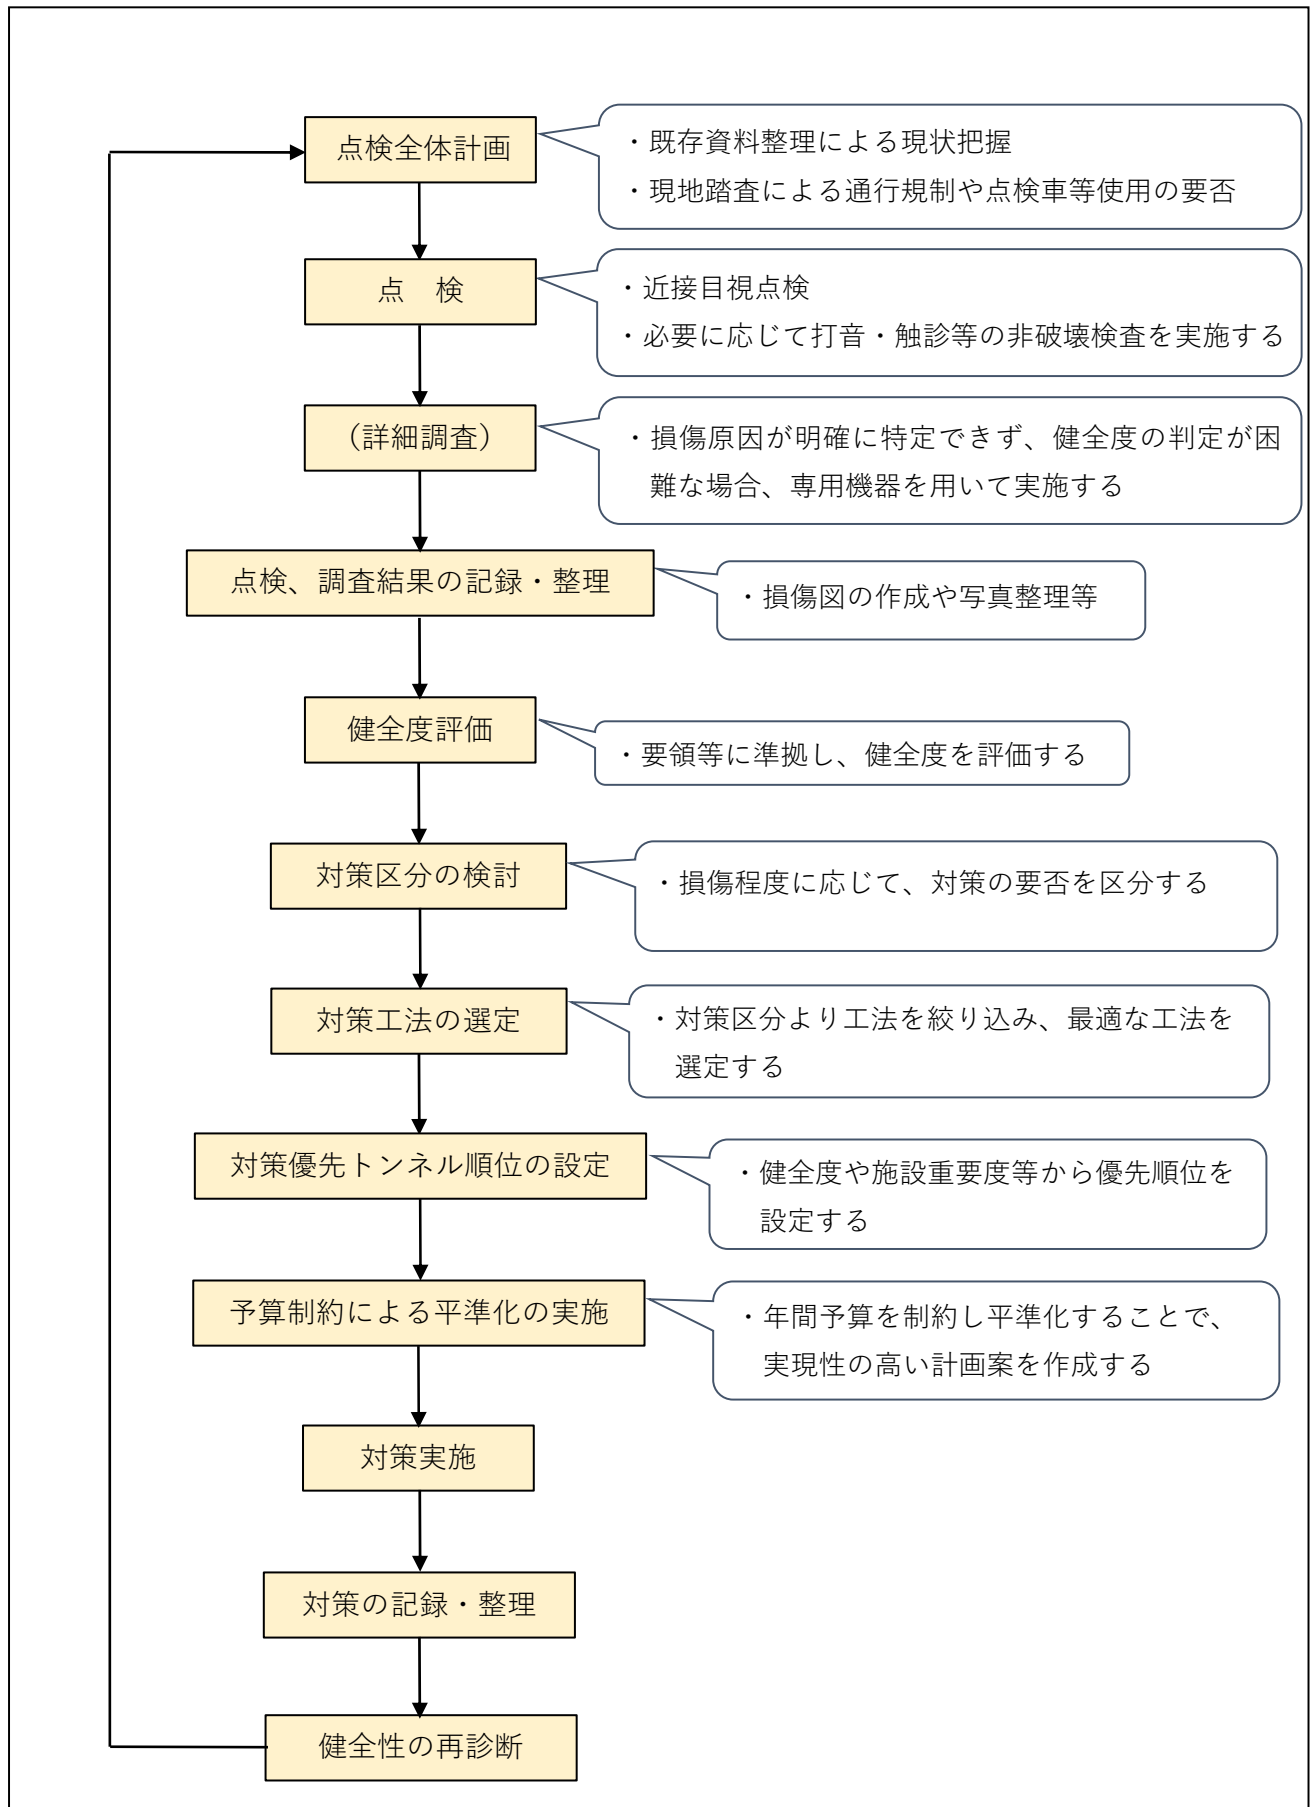 点検全体計画
・既存資料整理による現状把握
・現地踏査による通行規制や点検車等使用の要否
点　検
・近接目視点検
・必要に応じて打音・触診等の非破壊検査を実施する
（詳細調査）
・損傷原因が明確に特定できず、健全度の判定が困
難な場合、専用機器を用いて実施する
点検、調査結果の記録・整理
・損傷図の作成や写真整理等
健全度評価
・要領等に準拠し、健全度を評価する
対策区分の検討
・損傷程度に応じて、対策の要否を区分する
対策工法の選定
・対策区分より工法を絞り込み、最適な工法を
選定する
対策優先トンネル順位の設定
・健全度や施設重要度等から優先順位を
設定する
予算制約による平準化の実施
・年間予算を制約し平準化することで、
実現性の高い計画案を作成する
対策実施
対策の記録・整理
健全性の再診断